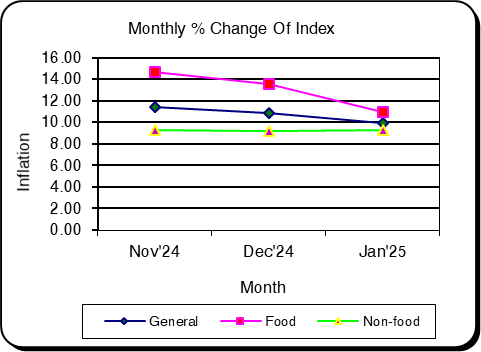 Monthly % Change Of Index
16.00
14.00
12.00
10.00
8.00
6.00
4.00
2.00
0.00
Inflation
Nov'24 Dec'24 Jan'25
Month
General Food Non-food